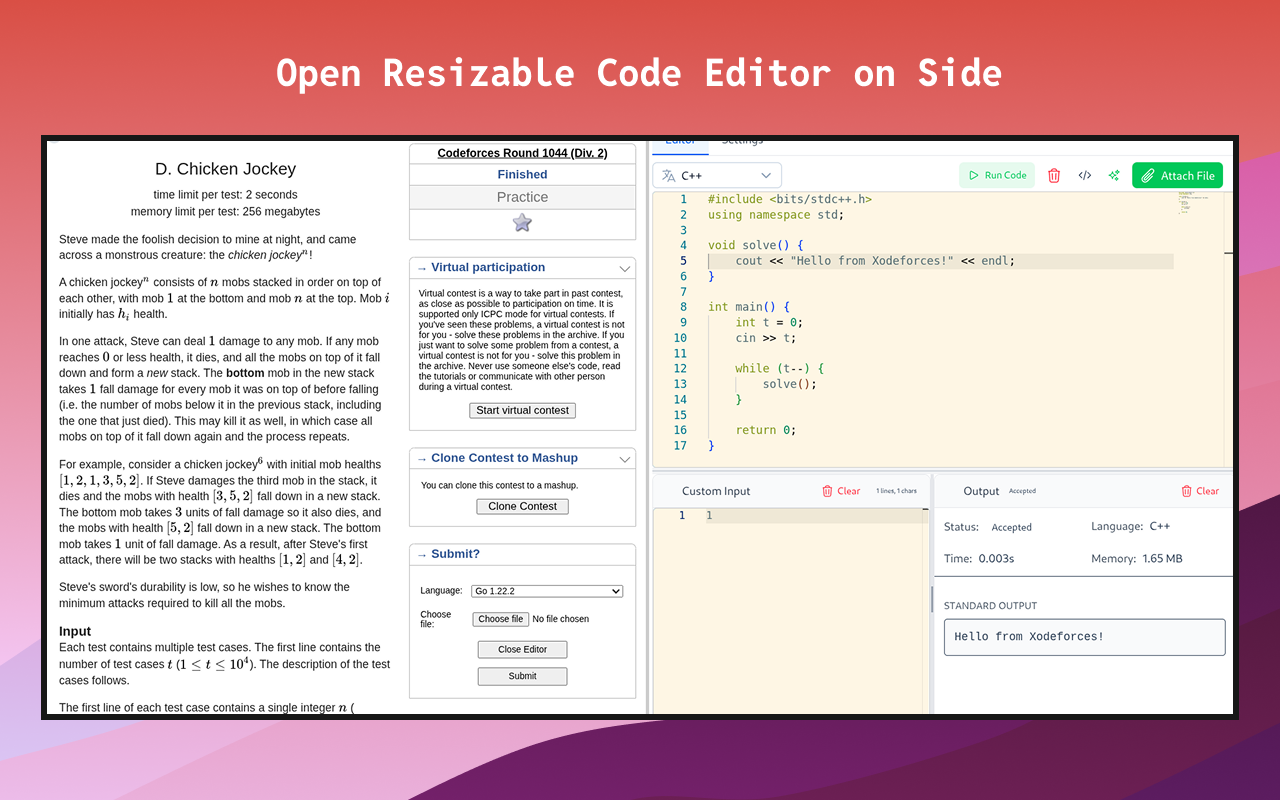 Open Resizable Code Editor on Side
D. Chicken Jockey
time limit per test: 2 seconds
memory limit per test: 256 megabytes
Steve made the foolish decision to mine at night, and came
across a monstrous creature: the chicken jockeyⁿ!
A chicken jockeyⁿ consists of n mobs stacked in order on top of
each other, with mob 1 at the bottom and mob n at the top. Mob i
initially has hᵢ health.
In one attack, Steve can deal 1 damage to any mob. If any mob
reaches 0 or less health, it dies, and all the mobs on top of it fall
down and form a new stack. The bottom mob in the new stack
takes 1 fall damage for every mob it was on top of before falling
(i.e. the number of mobs below it in the previous stack, including
the one that just died). This may kill it as well, in which case all
mobs on top of it fall down again and the process repeats.
For example, consider a chicken jockey⁶ with initial mob healths
[1, 2, 1, 3, 5, 2]. If Steve damages the third mob in the stack, it
dies and the mobs with health [3, 5, 2] fall down in a new stack.
The bottom mob takes 3 units of fall damage so it also dies, and
the mobs with health [5, 2] fall down in a new stack. The bottom
mob takes 1 unit of fall damage. As a result, after Steve's first
attack, there will be two stacks with healths [1, 2] and [4, 2].
Steve's sword's durability is low, so he wishes to know the
minimum attacks required to kill all the mobs.
Input
Each test contains multiple test cases. The first line contains the
number of test cases t (1 ≤ t ≤ 10⁴). The description of the test
cases follows.
The first line of each test case contains a single integer n (
Codeforces Round 1044 (Div. 2)
Finished
Practice
→ Virtual participation
Virtual contest is a way to take part in past contest,
as close as possible to participation on time. It is
supported only ICPC mode for virtual contests. If
you've seen these problems, a virtual contest is not
for you - solve these problems in the archive. If you
just want to solve some problem from a contest, a
virtual contest is not for you - solve this problem in
the archive. Never use someone else's code, read
the tutorials or communicate with other person
during a virtual contest.
Start virtual contest
→ Clone Contest to Mashup
You can clone this contest to a mashup.
Clone Contest
→ Submit?
Language: Go 1.22.2
Choose
file: Choose file No file chosen
Close Editor
Submit
Editor Settings
C++ Run Code </> Attach File
1 #include <bits/stdc++.h>
2 using namespace std;
3
4 void solve() {
5 cout << "Hello from Xodeforces!" << endl;
6 }
7
8 int main() {
9 int t = 0;
10 cin >> t;
11
12 while (t--) {
13 solve();
14 }
15
16 return 0;
17 }
Custom Input Clear 1 lines, 1 chars
1 1
Output Accepted Clear
Status: Accepted Language: C++
Time: 0.003s Memory: 1.65 MB
STANDARD OUTPUT
Hello from Xodeforces!